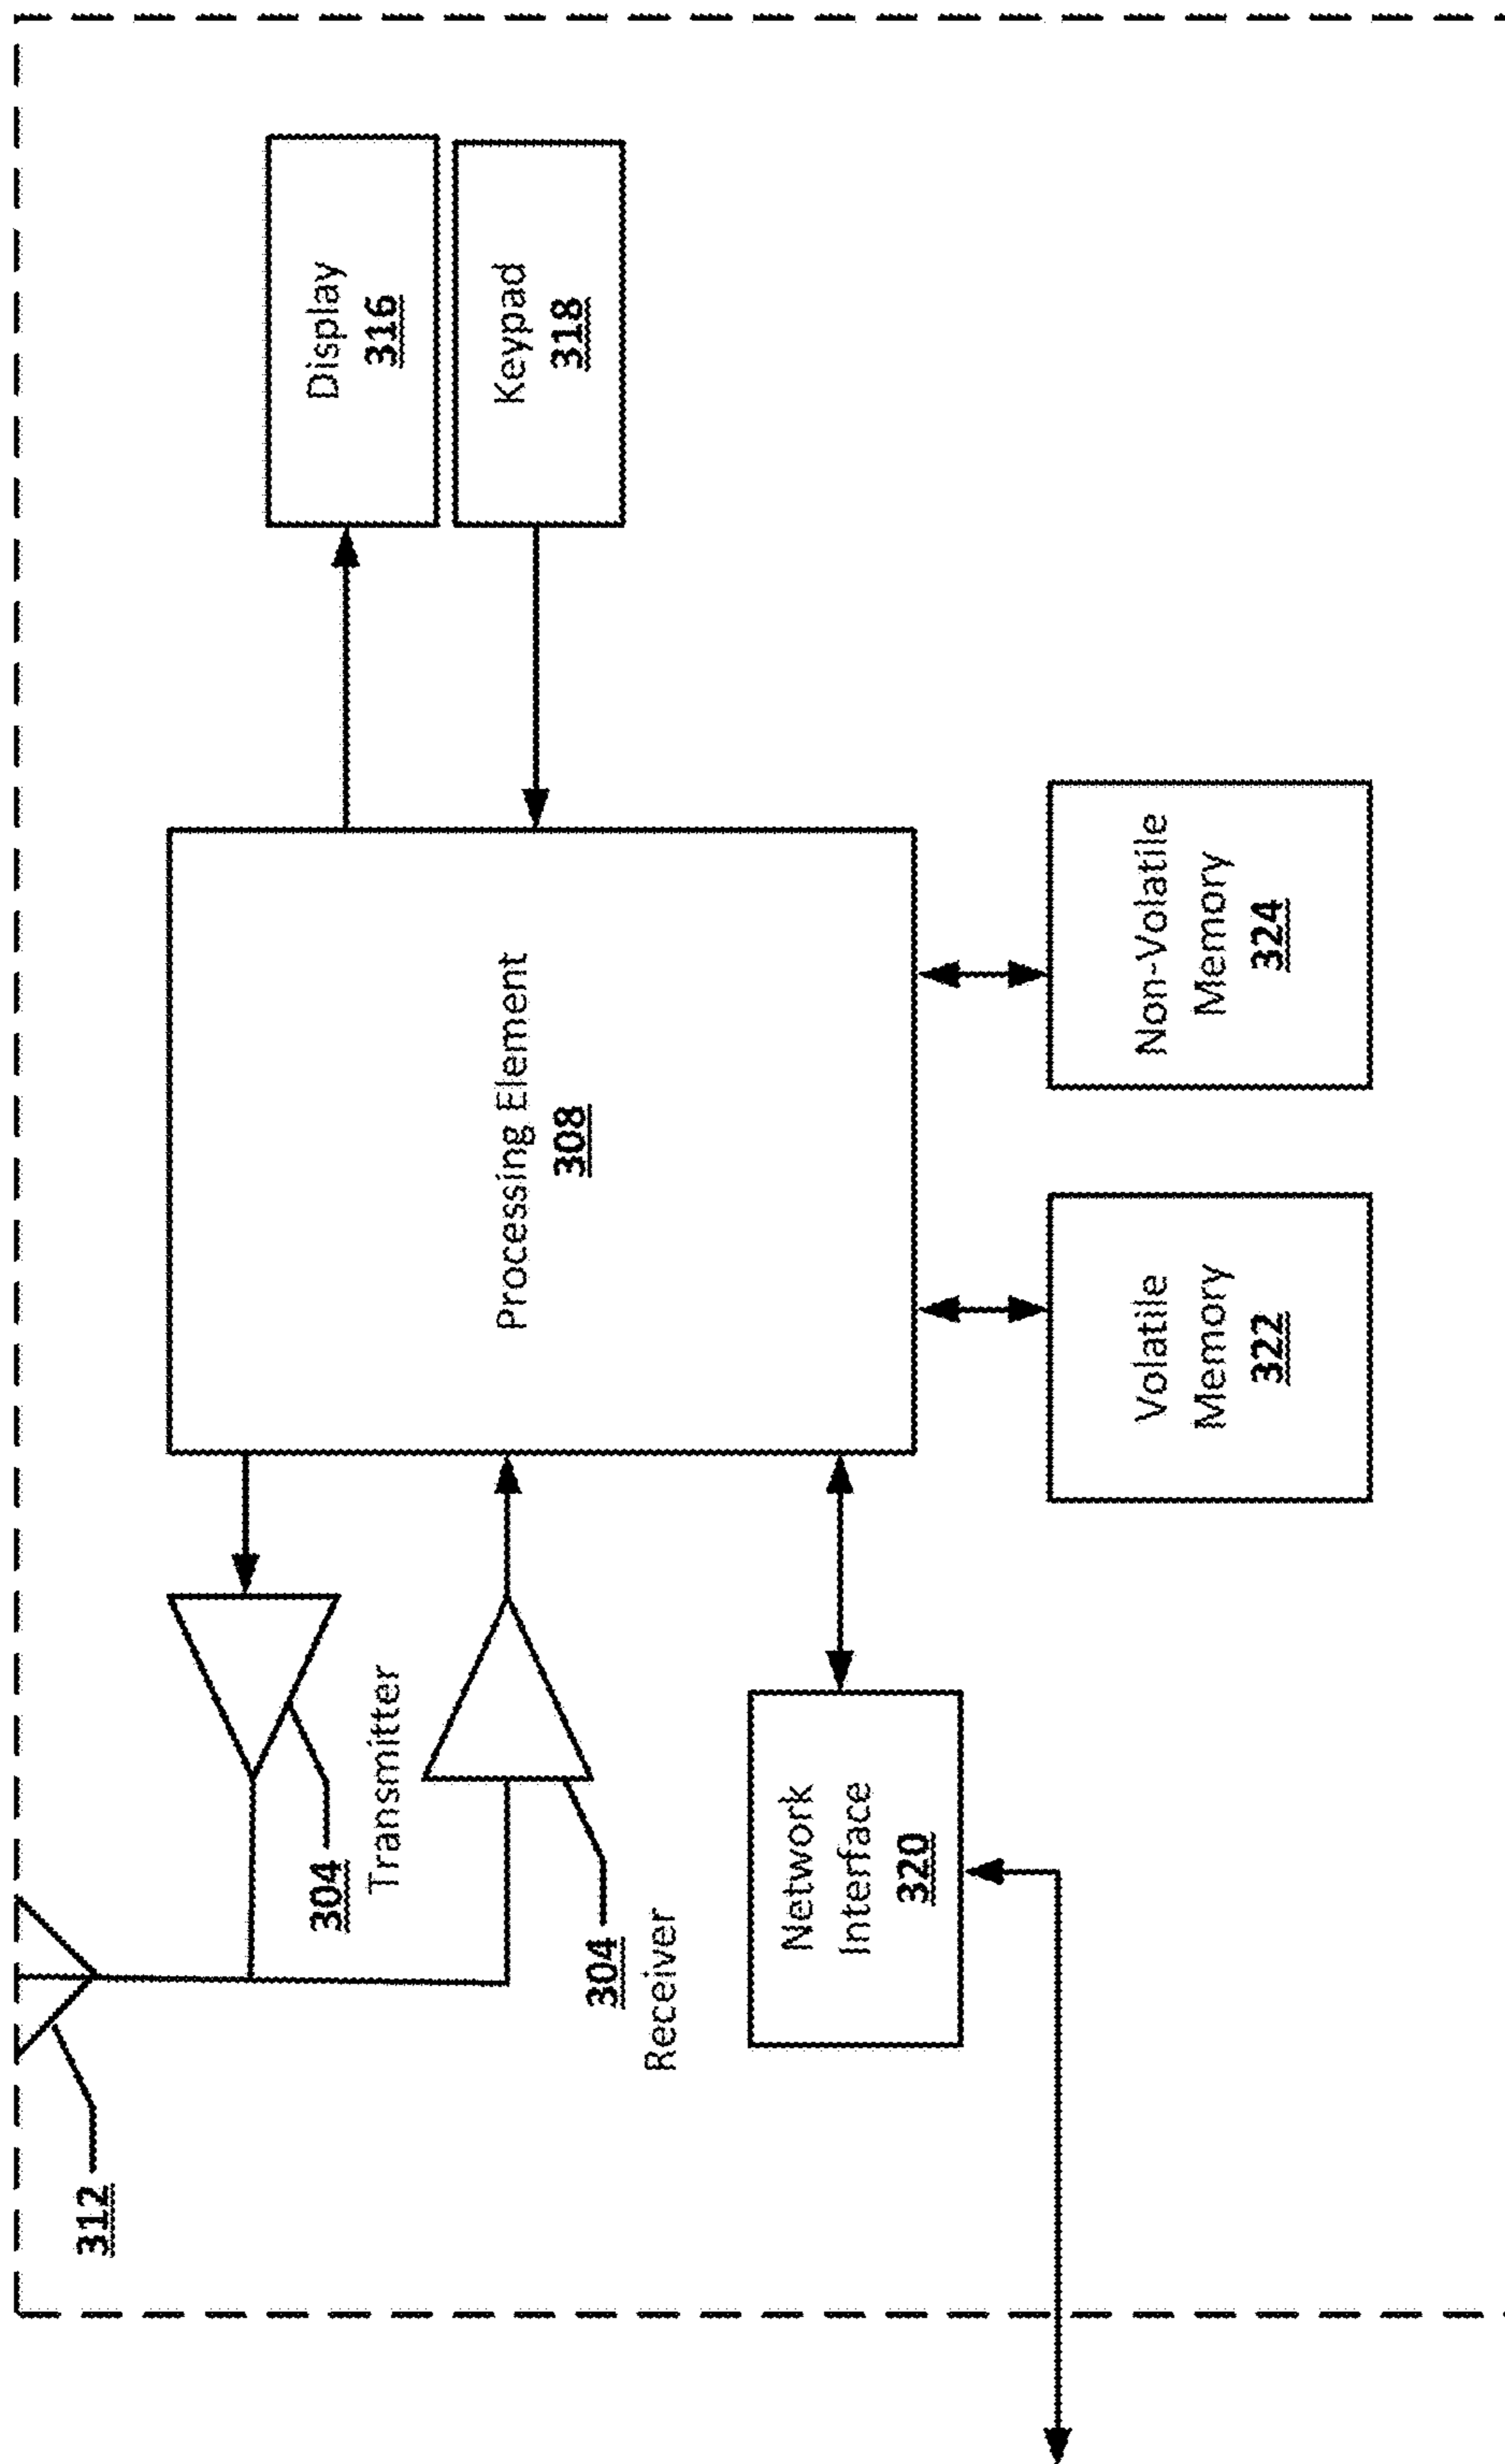 312
304
Transmitter
304
Receiver
Network
Interface
320
Processing Element
308
Volatile
Memory
322
Non-Volatile
Memory
324
Display
316
Keypad
318